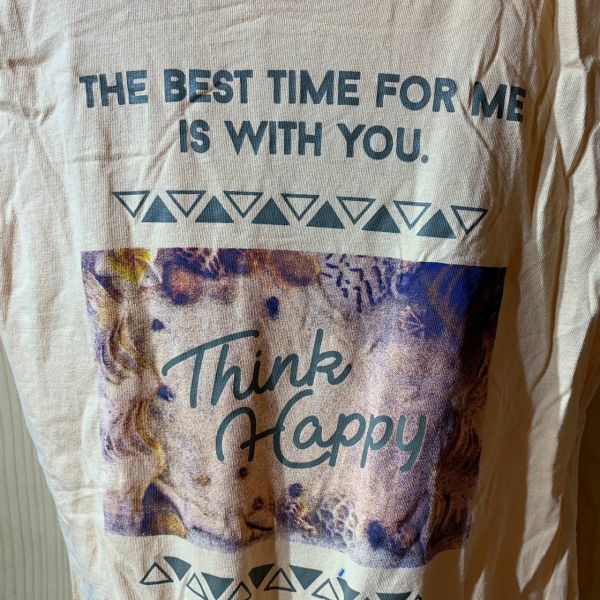 THE BEST TIME FOR ME
IS WITH YOU.
Think
Happy